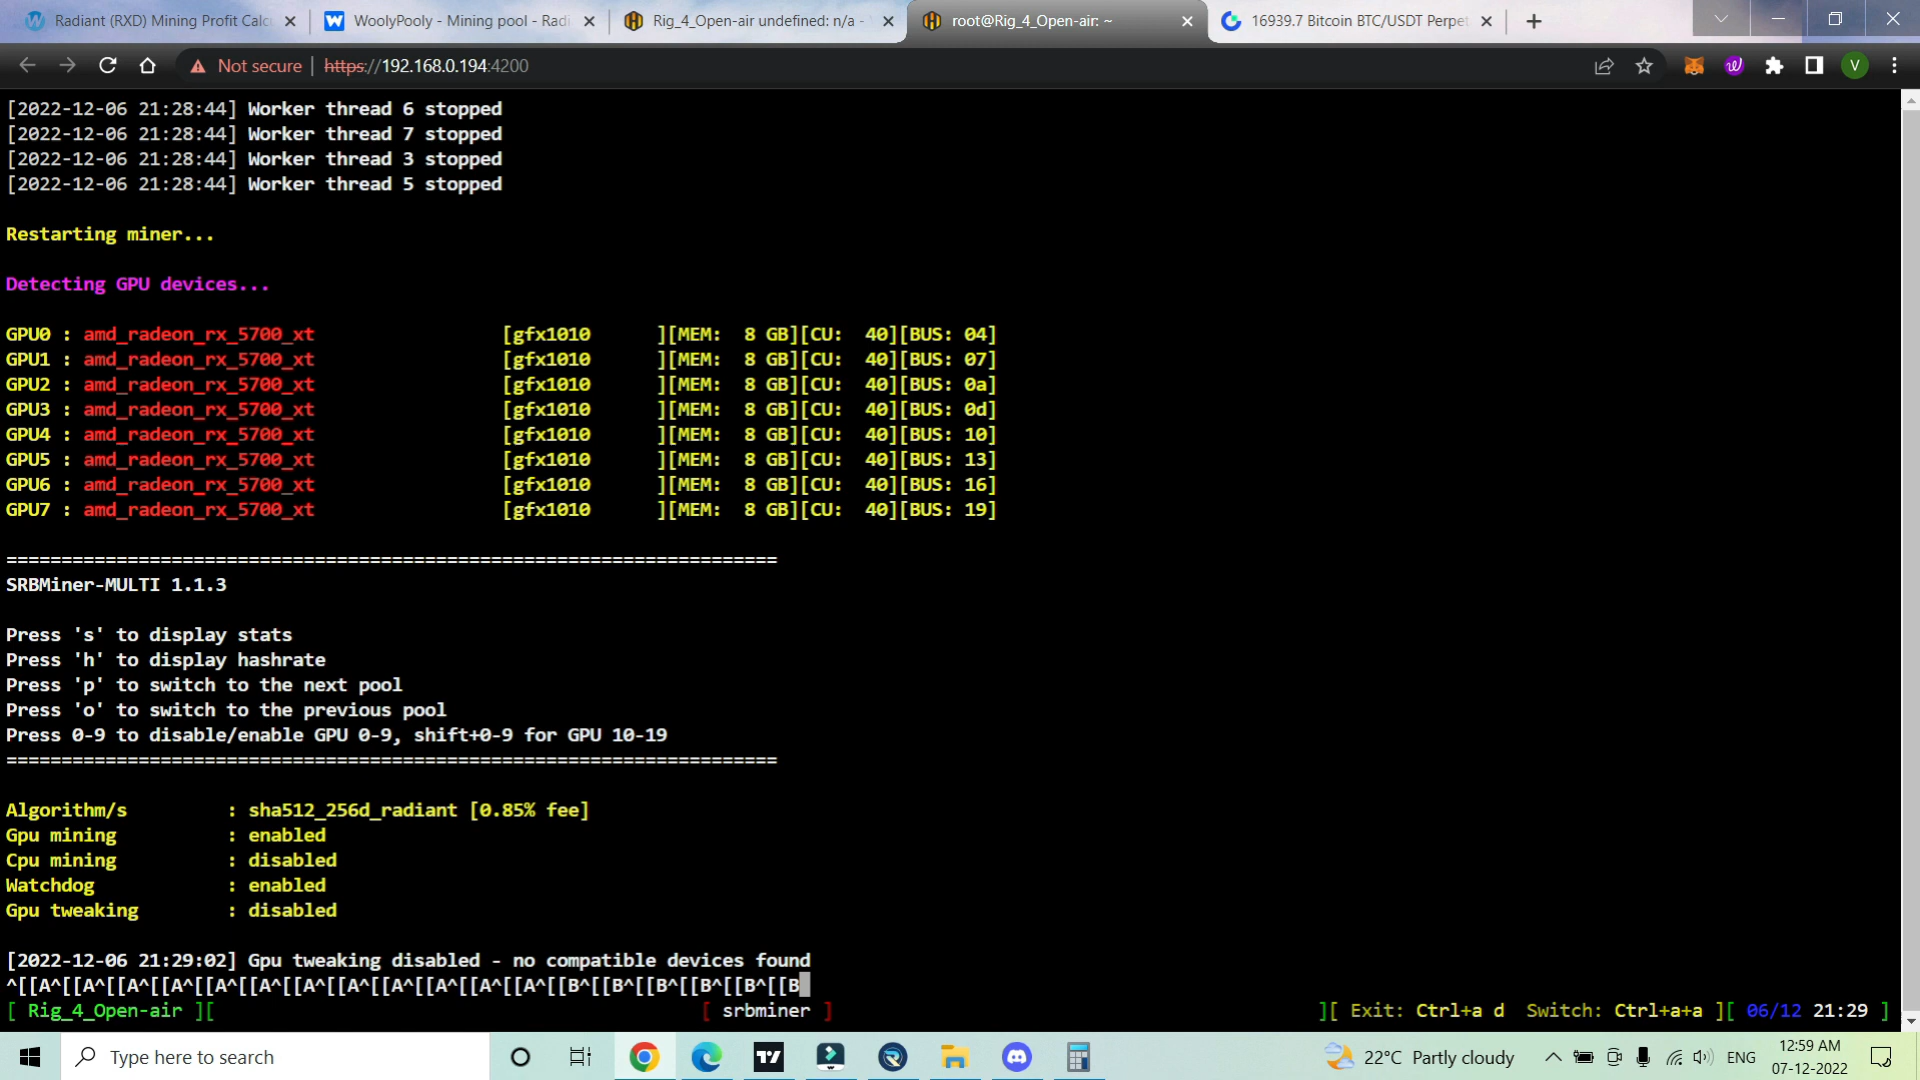 Radiant (RXD) Mining Profit Calc
WoolyPooly - Mining pool - Radi
Rig_4_Open-air undefined: n/a -
root@Rig_4_Open-air: ~
16939.7 Bitcoin BTC/USDT Perpet
Not secure | https://192.168.0.194:4200
V
[2022-12-06 21:28:44] Worker thread 6 stopped
[2022-12-06 21:28:44] Worker thread 7 stopped
[2022-12-06 21:28:44] Worker thread 3 stopped
[2022-12-06 21:28:44] Worker thread 5 stopped
Restarting miner...
Detecting GPU devices...
GPU0 : amd_radeon_rx_5700_xt [gfx1010 ][MEM: 8 GB][CU: 40][BUS: 04]
GPU1 : amd_radeon_rx_5700_xt [gfx1010 ][MEM: 8 GB][CU: 40][BUS: 07]
GPU2 : amd_radeon_rx_5700_xt [gfx1010 ][MEM: 8 GB][CU: 40][BUS: 0a]
GPU3 : amd_radeon_rx_5700_xt [gfx1010 ][MEM: 8 GB][CU: 40][BUS: 0d]
GPU4 : amd_radeon_rx_5700_xt [gfx1010 ][MEM: 8 GB][CU: 40][BUS: 10]
GPU5 : amd_radeon_rx_5700_xt [gfx1010 ][MEM: 8 GB][CU: 40][BUS: 13]
GPU6 : amd_radeon_rx_5700_xt [gfx1010 ][MEM: 8 GB][CU: 40][BUS: 16]
GPU7 : amd_radeon_rx_5700_xt [gfx1010 ][MEM: 8 GB][CU: 40][BUS: 19]
======================================================================
SRBMiner-MULTI 1.1.3
Press 's' to display stats
Press 'h' to display hashrate
Press 'p' to switch to the next pool
Press 'o' to switch to the previous pool
Press 0-9 to disable/enable GPU 0-9, shift+0-9 for GPU 10-19
======================================================================
Algorithm/s : sha512_256d_radiant [0.85% fee]
Gpu mining : enabled
Cpu mining : disabled
Watchdog : enabled
Gpu tweaking : disabled
[2022-12-06 21:29:02] Gpu tweaking disabled - no compatible devices found
^[[A^[[A^[[A^[[A^[[A^[[A^[[A^[[A^[[A^[[A^[[A^[[A^[[B^[[B^[[B^[[B^[[B^[[B
[ Rig_4_Open-air ][ [ srbminer ] ][ Exit: Ctrl+a d Switch: Ctrl+a+a ][ 06/12 21:29 ]
Type here to search
22°C Partly cloudy
ENG
12:59 AM
07-12-2022